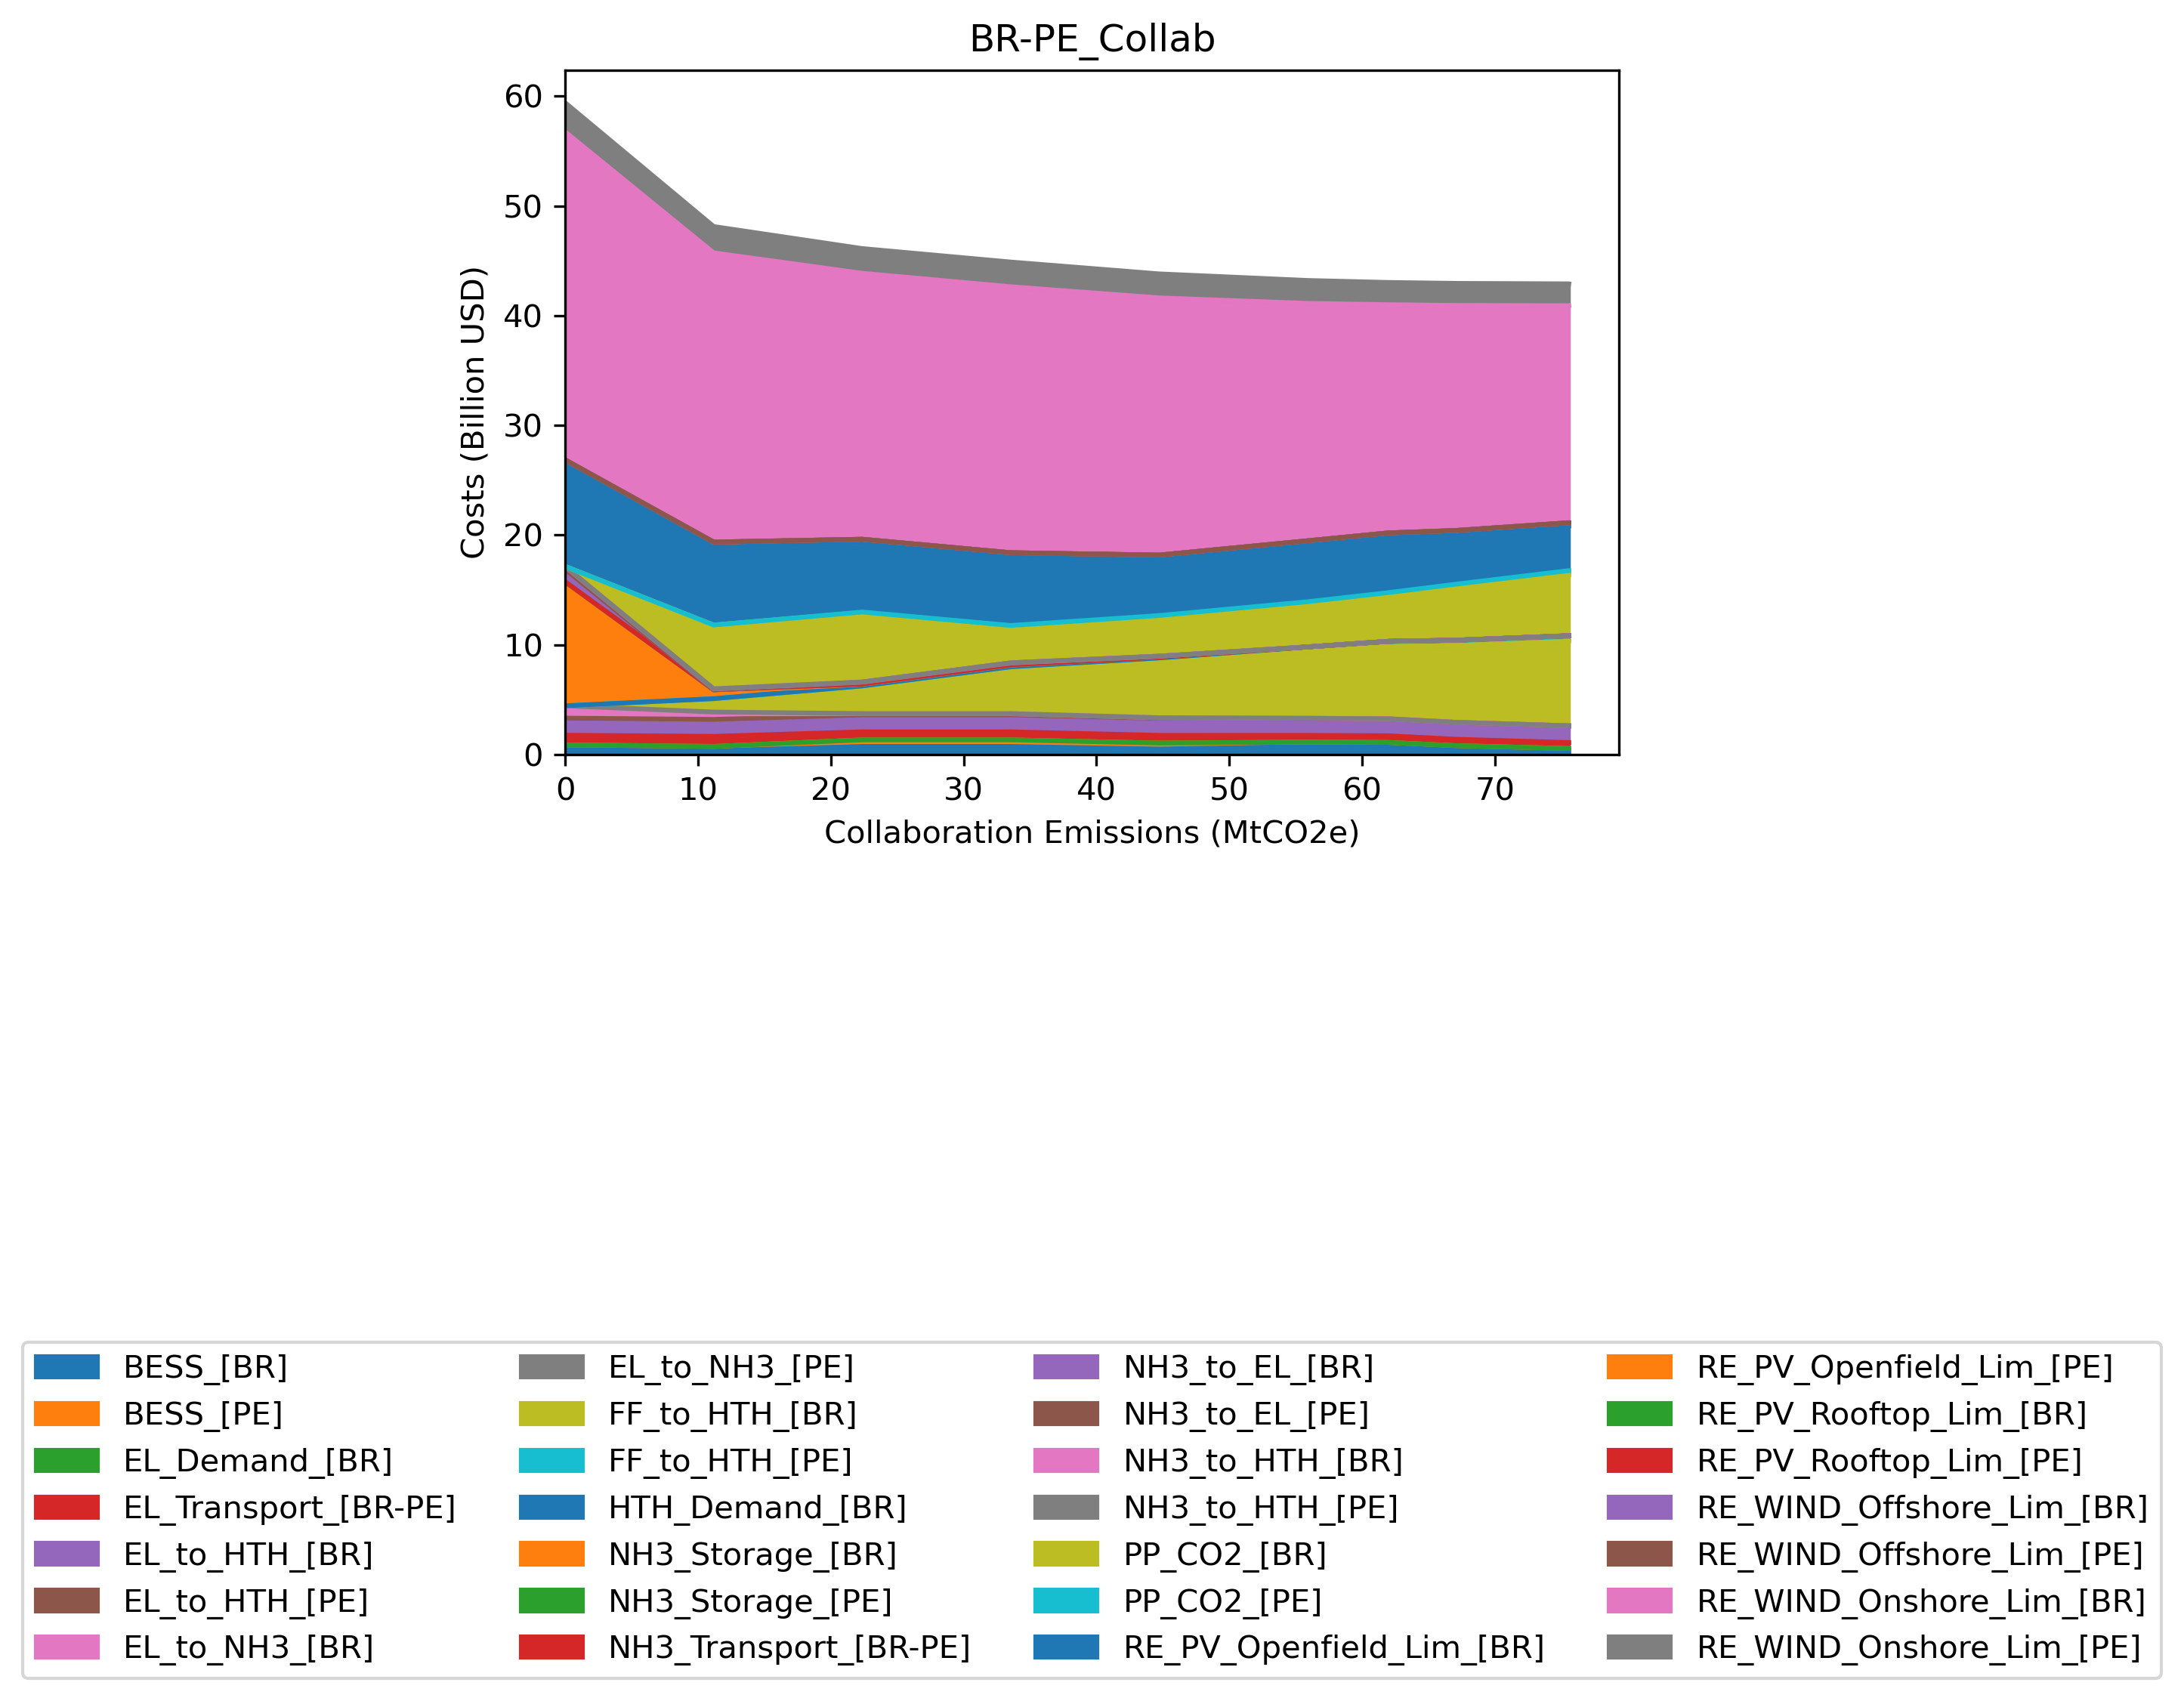 BR-PE_Collab
Costs (Billion USD)
60
50
40
30
20
10
0
0 10 20 30 40 50 60 70
Collaboration Emissions (MtCO2e)
BESS_[BR]
BESS_[PE]
EL_Demand_[BR]
EL_Transport_[BR-PE]
EL_to_HTH_[BR]
EL_to_HTH_[PE]
EL_to_NH3_[BR]
EL_to_NH3_[PE]
FF_to_HTH_[BR]
FF_to_HTH_[PE]
HTH_Demand_[BR]
NH3_Storage_[BR]
NH3_Storage_[PE]
NH3_Transport_[BR-PE]
NH3_to_EL_[BR]
NH3_to_EL_[PE]
NH3_to_HTH_[BR]
NH3_to_HTH_[PE]
PP_CO2_[BR]
PP_CO2_[PE]
RE_PV_Openfield_Lim_[BR]
RE_PV_Openfield_Lim_[PE]
RE_PV_Rooftop_Lim_[BR]
RE_PV_Rooftop_Lim_[PE]
RE_WIND_Offshore_Lim_[BR]
RE_WIND_Offshore_Lim_[PE]
RE_WIND_Onshore_Lim_[BR]
RE_WIND_Onshore_Lim_[PE]